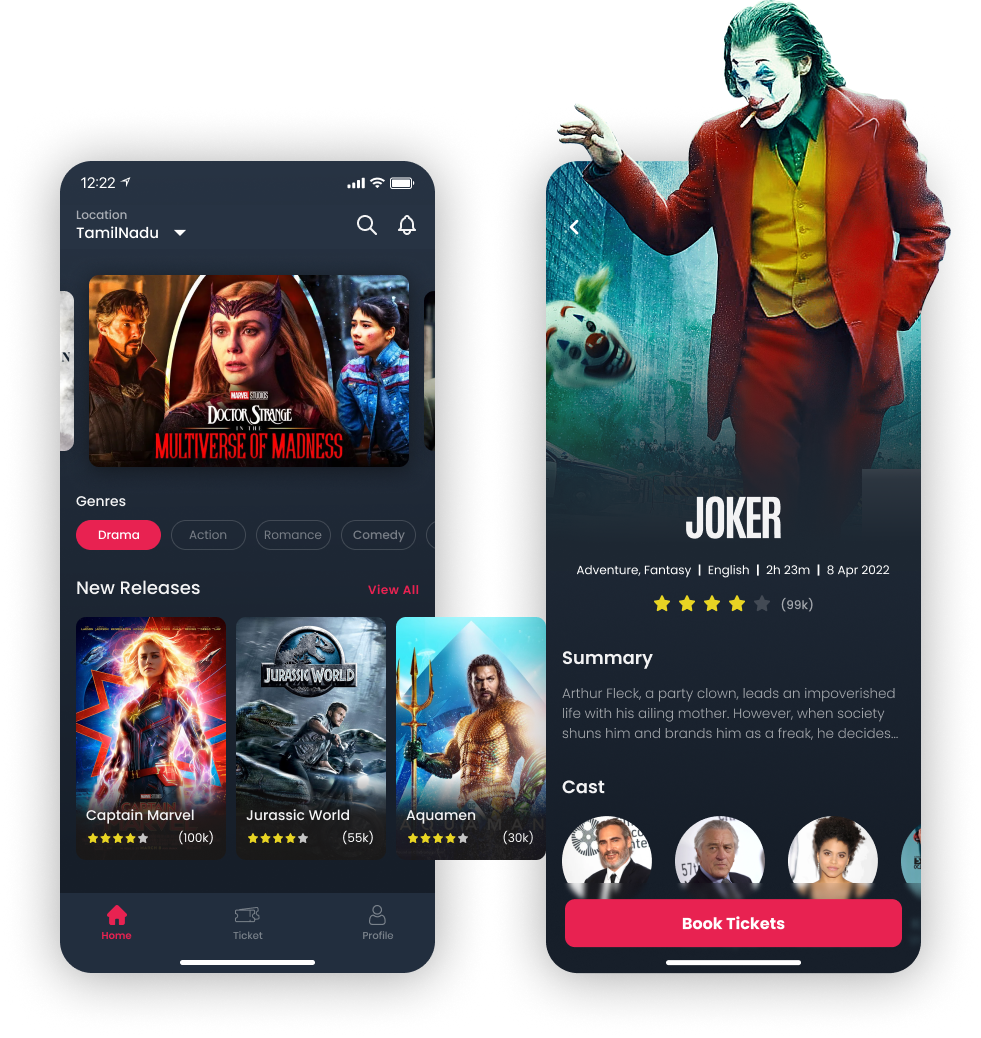 12:22
Location
TamilNadu
N
MARVEL STUDIOS
DOCTOR STRANGE
IN THE
MULTIVERSE OF MADNESS
Genres
Drama
Action
Romance
Comedy
New Releases
View All
JURASSIC WORLD
Captain Marvel
(100k)
Jurassic World
(55k)
Aquamen
(30k)
Home
Ticket
Profile
JOKER
Adventure, Fantasy | English | 2h 23m | 8 Apr 2022
(99k)
Summary
Arthur Fleck, a party clown, leads an impoverished
life with his ailing mother. However, when society
shuns him and brands him as a freak, he decides...
Cast
57th
Book Tickets